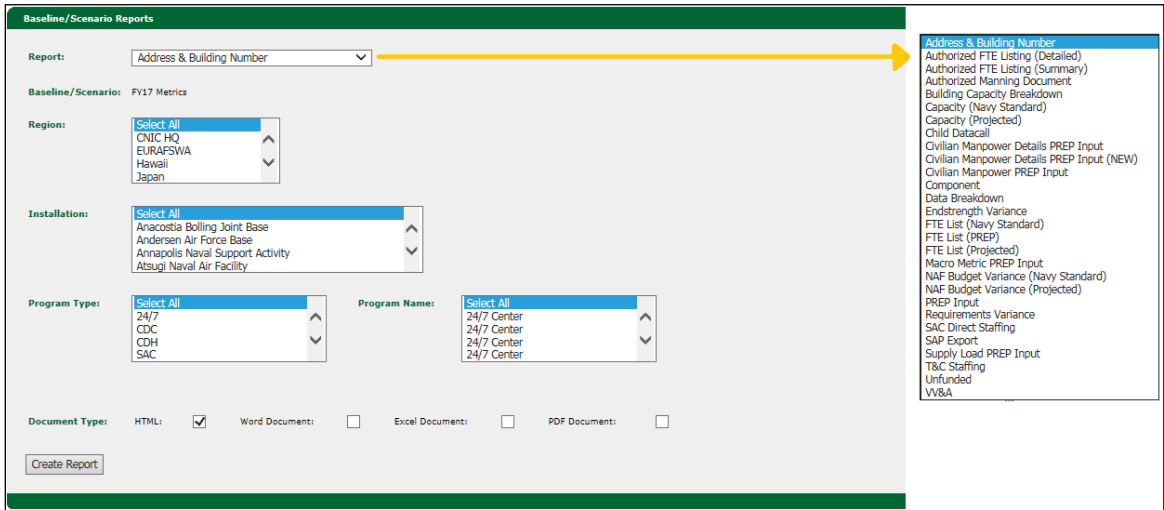 Baseline/Scenario Reports
Report: Address & Building Number
Baseline/Scenario: FY17 Metrics
Region: Select All
CNIC HQ
EURAFSWA
Hawaii
Japan
Installation: Select All
Anacostia Bolling Joint Base
Andersen Air Force Base
Annapolis Naval Support Activity
Atsugi Naval Air Facility
Program Type: Select All
24/7
CDC
CDH
SAC
Program Name: Select All
24/7 Center
24/7 Center
24/7 Center
24/7 Center
Document Type: HTML: Word Document: Excel Document: PDF Document:
Create Report
Address & Building Number
Authorized FTE Listing (Detailed)
Authorized FTE Listing (Summary)
Authorized Manning Document
Building Capacity Breakdown
Capacity (Navy Standard)
Capacity (Projected)
Child Datacall
Civilian Manpower Details PREP Input
Civilian Manpower Details PREP Input (NEW)
Civilian Manpower PREP Input
Component
Data Breakdown
Endstrength Variance
FTE List (Navy Standard)
FTE List (PREP)
FTE List (Projected)
Macro Metric PREP Input
NAF Budget Variance (Navy Standard)
NAF Budget Variance (Projected)
PREP Input
Requirements Variance
SAC Direct Staffing
SAP Export
Supply Load PREP Input
T&C Staffing
Unfunded
VV&A